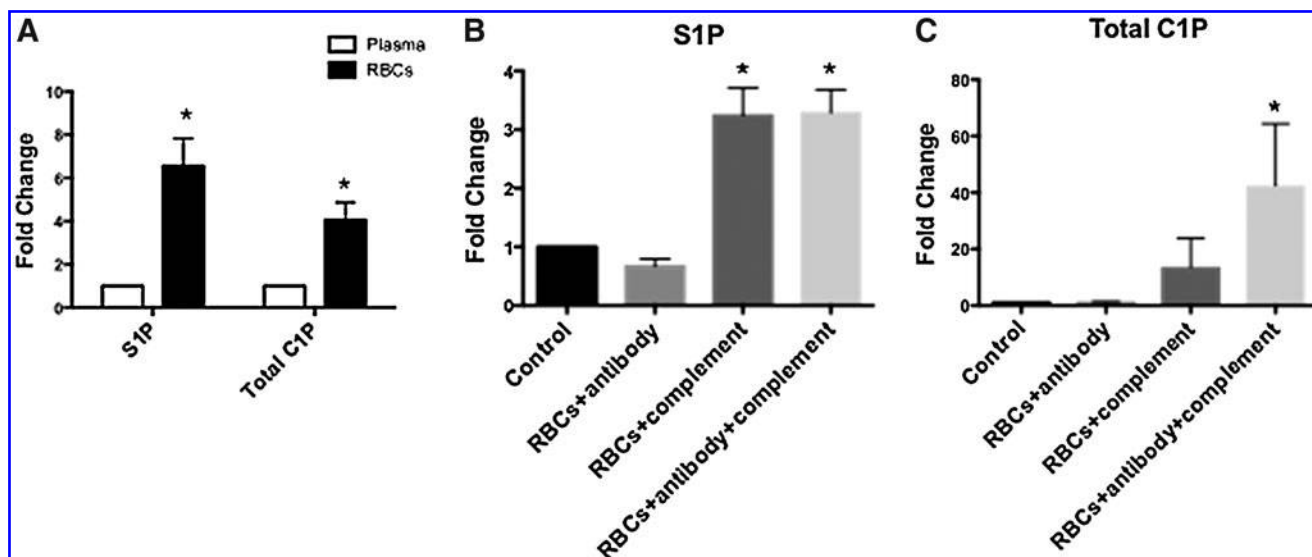 A
Plasma
RBCs
Fold Change
10
8
6
4
2
0
*
*
S1P
Total C1P
B
S1P
Fold Change
4
3
2
1
0
*
*
Control
RBCs+antibody
RBCs+complement
RBCs+antibody+complement
C
Total C1P
Fold Change
80
60
40
20
0
*
Control
RBCs+antibody
RBCs+complement
RBCs+antibody+complement